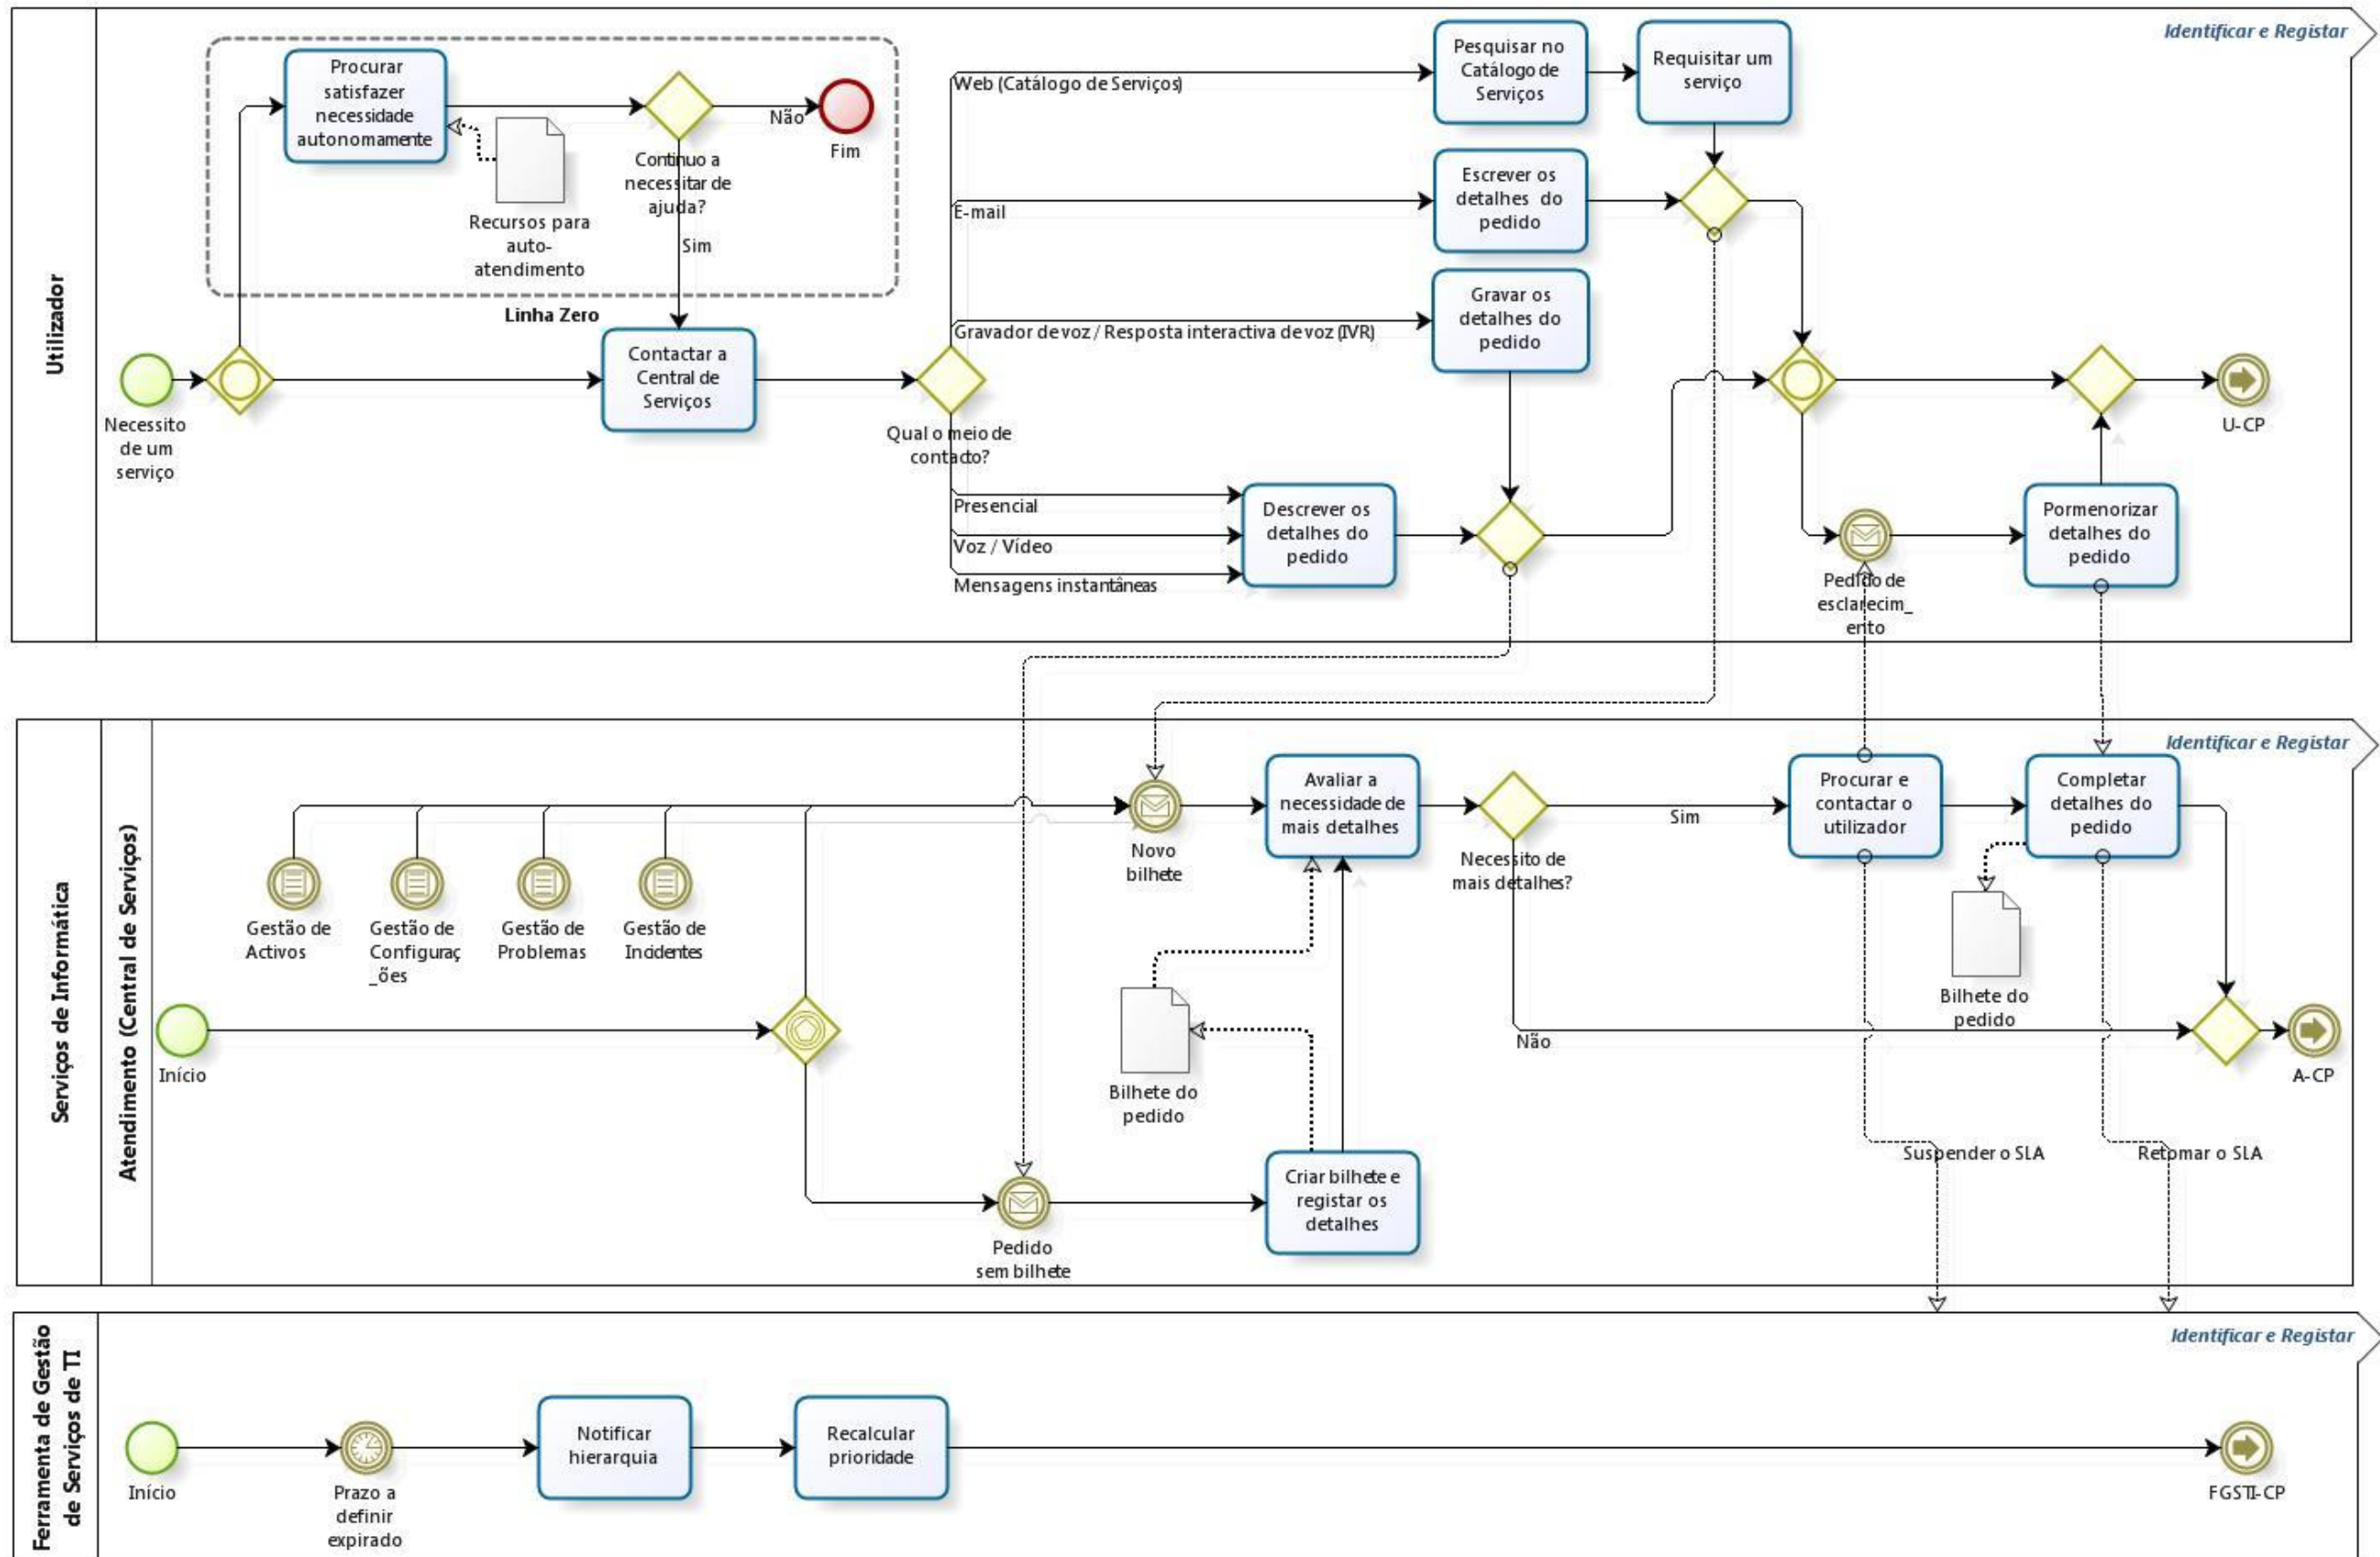 Identificar e Registar
Utilizador
Procurar
satisfazer
necessidade
autonomamente
Recursos para
auto-
atendimento
Continuo a
necessitar de
ajuda?
Não
Fim
Sim
Linha Zero
Necessito
de um
serviço
Contactar a
Central de
Serviços
Qual o meio de
contacto?
Web (Catálogo de Serviços)
E-mail
Gravador de voz / Resposta interactiva de voz (IVR)
Presencial
Voz / Vídeo
Mensagens instantâneas
Pesquisar no
Catálogo de
Serviços
Requisitar um
serviço
Escrever os
detalhes do
pedido
Gravar os
detalhes do
pedido
Descrever os
detalhes do
pedido
Pedido de
esclarecim_
ento
Pormenorizar
detalhes do
pedido
U-CP
Identificar e Registar
Serviços de Informática
Atendimento (Central de Serviços)
Gestão de
Activos
Gestão de
Configuraç
_ões
Gestão de
Problemas
Gestão de
Incidentes
Início
Novo
bilhete
Avaliar a
necessidade de
mais detalhes
Necessito de
mais detalhes?
Sim
Não
Procurar e
contactar o
utilizador
Completar
detalhes do
pedido
Bilhete do
pedido
A-CP
Bilhete do
pedido
Pedido
sem bilhete
Criar bilhete e
registar os
detalhes
Suspender o SLA
Retomar o SLA
Identificar e Registar
Ferramenta de Gestão
de Serviços de TI
Início
Prazo a
definir
expirado
Notificar
hierarquia
Recalcular
prioridade
FGSTI-CP